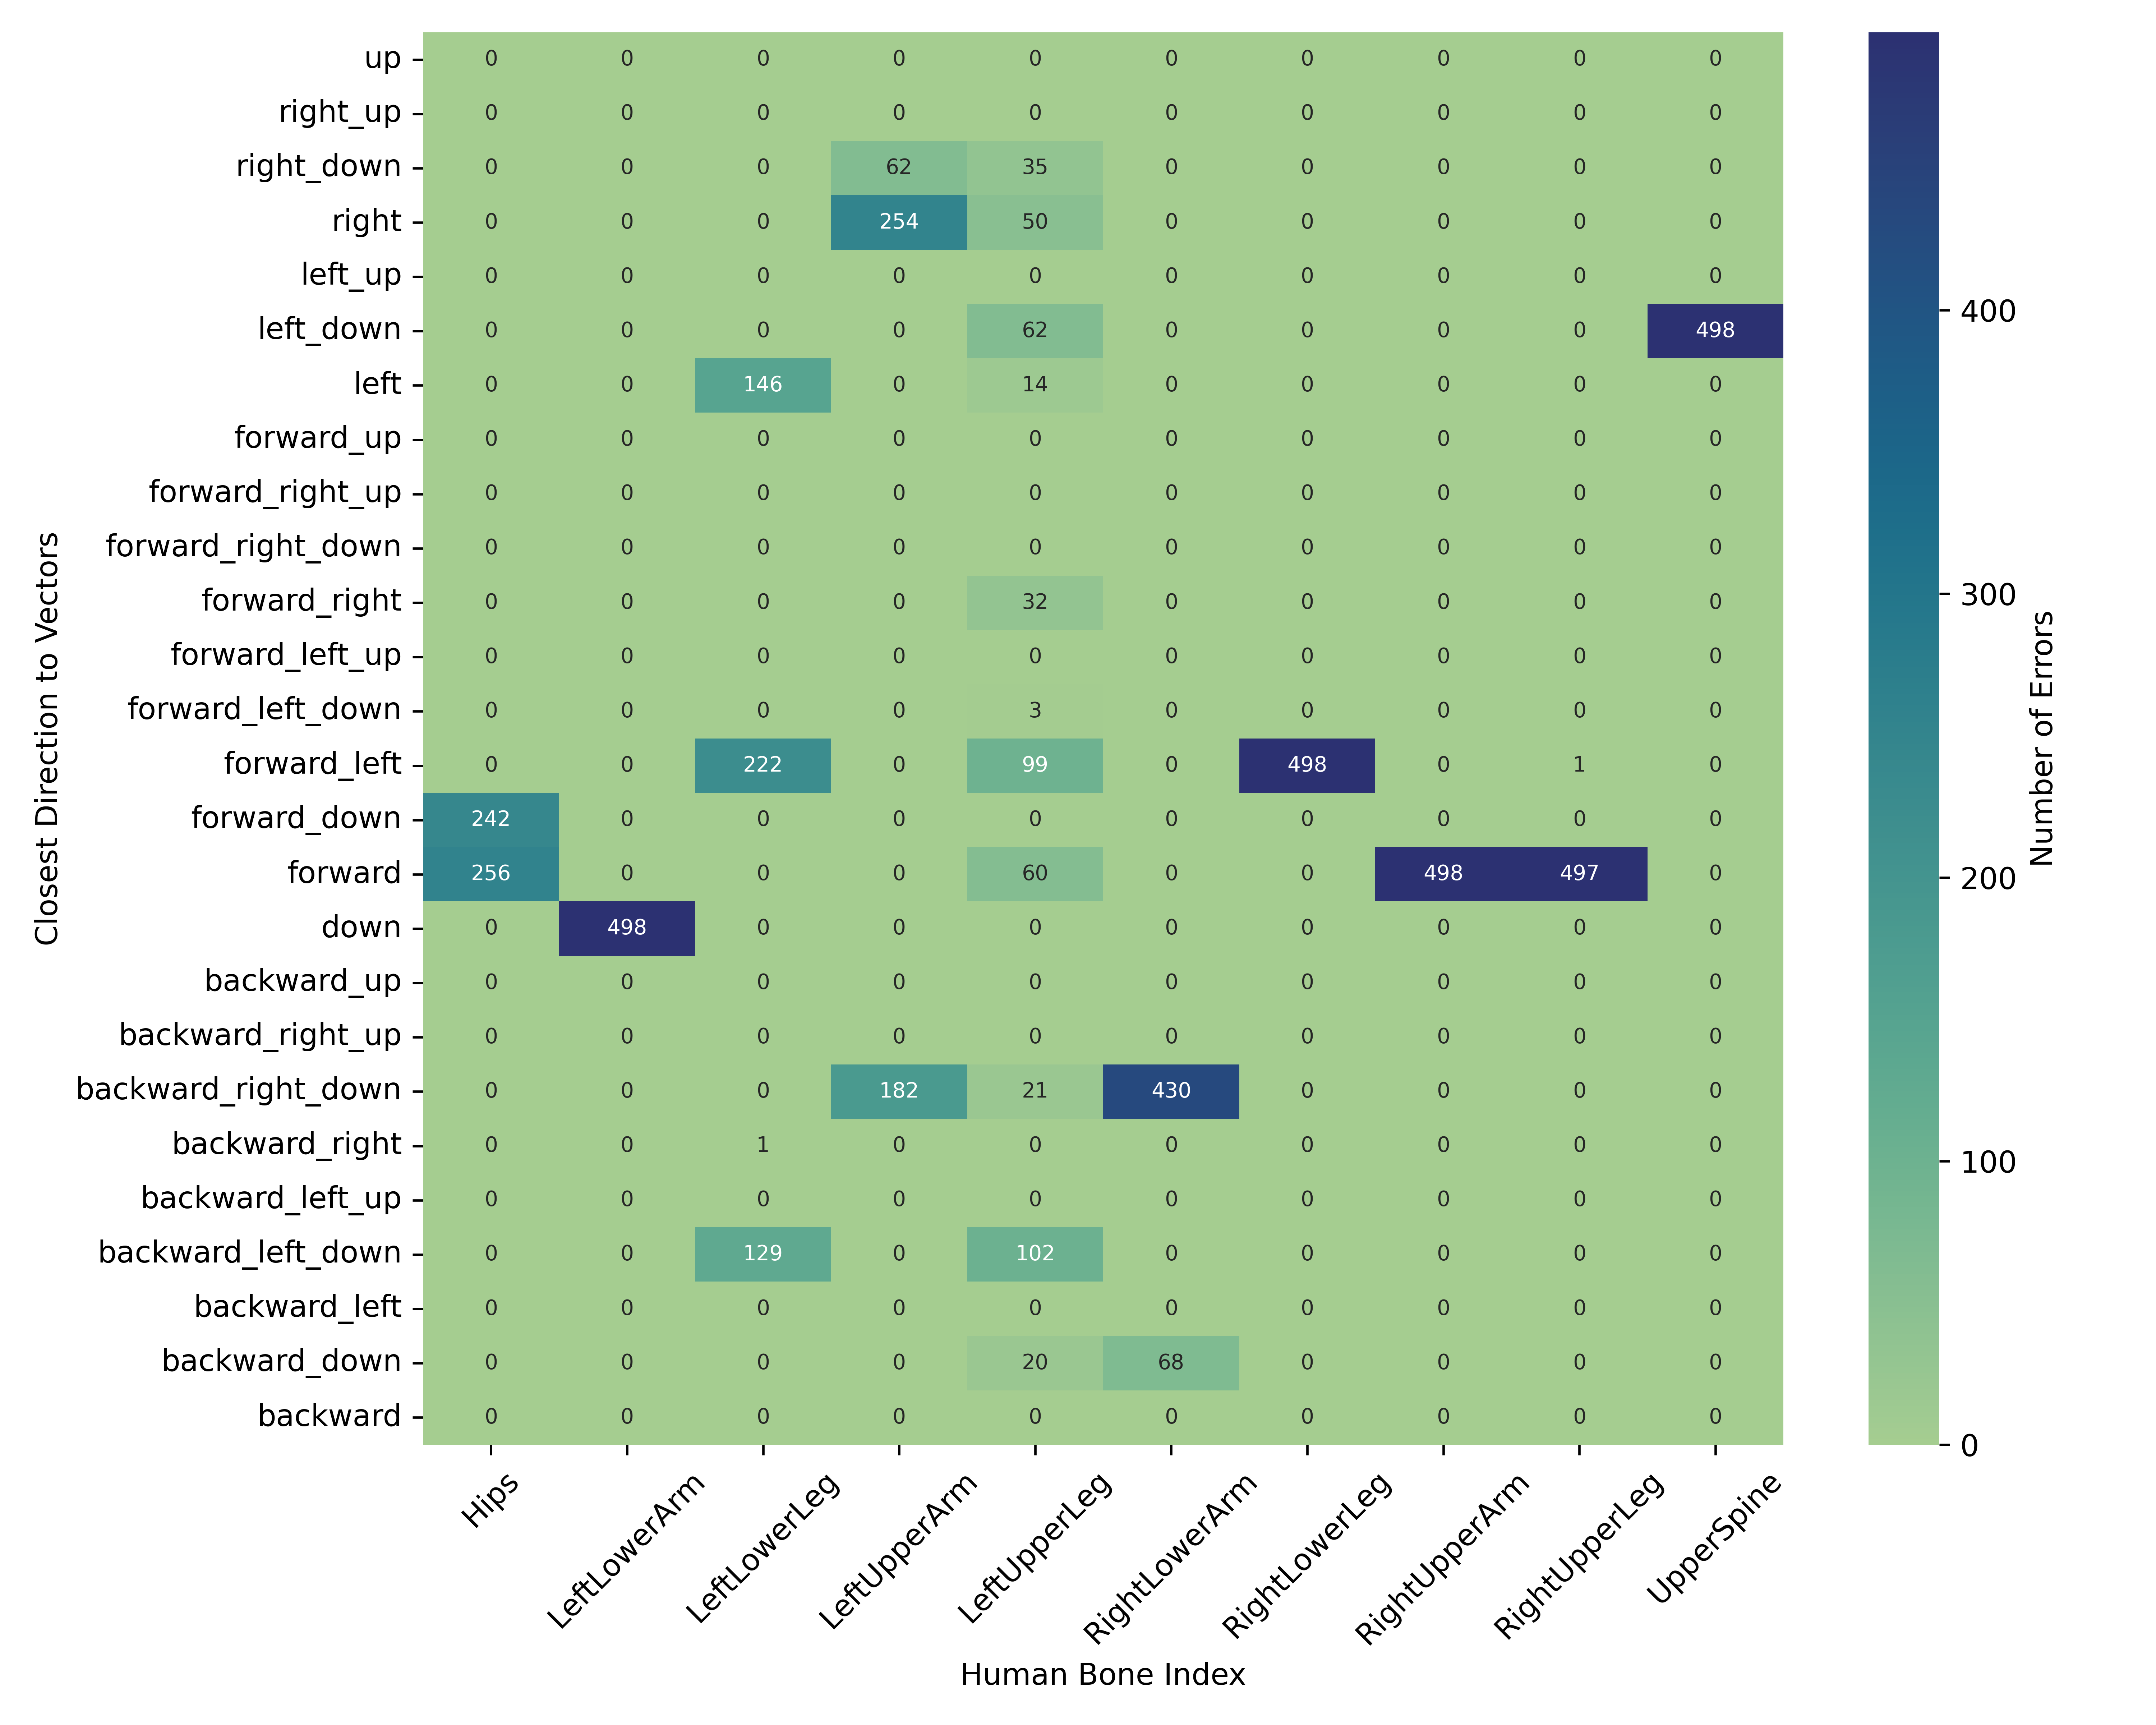 up 0 0 0 0 0 0 0 0 0 0
right_up 0 0 0 0 0 0 0 0 0 0
right_down 0 0 0 62 35 0 0 0 0 0
right 0 0 0 254 50 0 0 0 0 0
left_up 0 0 0 0 0 0 0 0 0 0
left_down 0 0 0 0 62 0 0 0 0 498
left 0 0 146 0 14 0 0 0 0 0
forward_up 0 0 0 0 0 0 0 0 0 0
forward_right_up 0 0 0 0 0 0 0 0 0 0
forward_right_down 0 0 0 0 0 0 0 0 0 0
forward_right 0 0 0 0 32 0 0 0 0 0
forward_left_up 0 0 0 0 0 0 0 0 0 0
forward_left_down 0 0 0 0 3 0 0 0 0 0
forward_left 0 0 222 0 99 0 498 0 1 0
forward_down 242 0 0 0 0 0 0 0 0 0
forward 256 0 0 0 60 0 0 498 497 0
down 0 498 0 0 0 0 0 0 0 0
backward_up 0 0 0 0 0 0 0 0 0 0
backward_right_up 0 0 0 0 0 0 0 0 0 0
backward_right_down 0 0 0 182 21 430 0 0 0 0
backward_right 0 0 1 0 0 0 0 0 0 0
backward_left_up 0 0 0 0 0 0 0 0 0 0
backward_left_down 0 0 129 0 102 0 0 0 0 0
backward_left 0 0 0 0 0 0 0 0 0 0
backward_down 0 0 0 0 20 68 0 0 0 0
backward 0 0 0 0 0 0 0 0 0 0
Closest Direction to Vectors
Hips LeftLowerArm LeftLowerLeg LeftUpperArm LeftUpperLeg RightLowerArm RightLowerLeg RightUpperArm RightUpperLeg UpperSpine
Human Bone Index
400
300
200
100
0
Number of Errors